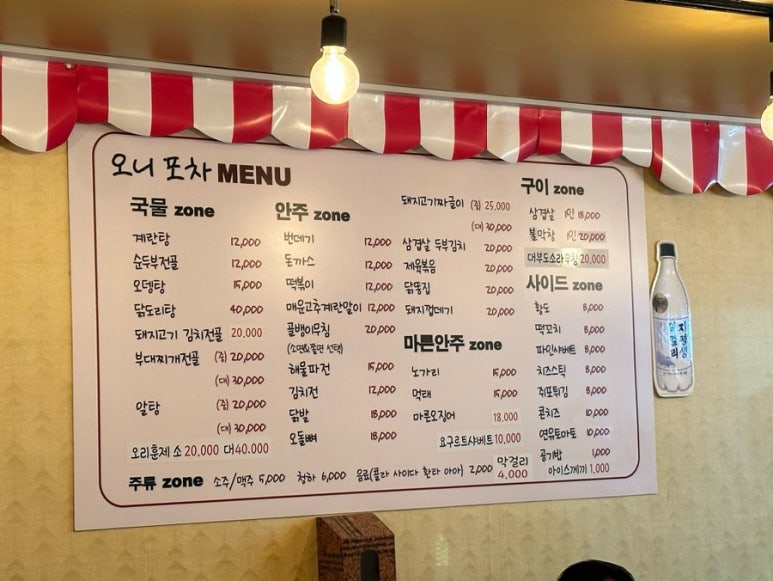 오니 포차 MENU
국물 zone
계란탕 12,000
순두부전골 12,000
오뎅탕 15,000
닭도리탕 40,000
돼지고기 김치전골 20,000
부대찌개전골 (중) 20,000
(대) 30,000
알탕 (중) 20,000
(대) 30,000
오리훈제 소 20,000 대 40.000
안주 zone
번데기 12,000
돈까스 12,000
떡볶이 12,000
매운고추계란말이 12,000
골뱅이무침 20,000
(소면&쫄면 선택)
해물파전 15,000
김치전 12,000
닭발 18,000
오돌뼈 18,000
돼지고기짜글이 (중) 25,000
(대) 30,000
삼겹살 두부김치 20,000
제육볶음 20,000
닭똥집 20,000
돼지껍데기 20,000
마른안주 zone
노가리 15,000
먹태 15,000
마른오징어 18,000
요구르트샤베트 10,000
구이 zone
삼겹살 1인 18,000
불막창 1인 20,000
대부도소라무침 20,000
사이드 zone
황도 8,000
떡꼬치 8,000
파인샤베트 8,000
치즈스틱 8,000
쥐포튀김 8,000
콘치즈 10,000
연유토마토 10,000
공기밥 1,000
아이스께끼 1,000
주류 zone 소주/맥주 5,000 청하 6,000 음료(콜라 사이다 환타 아아) 2,000 막걸리 4,000
지평생
막걸리